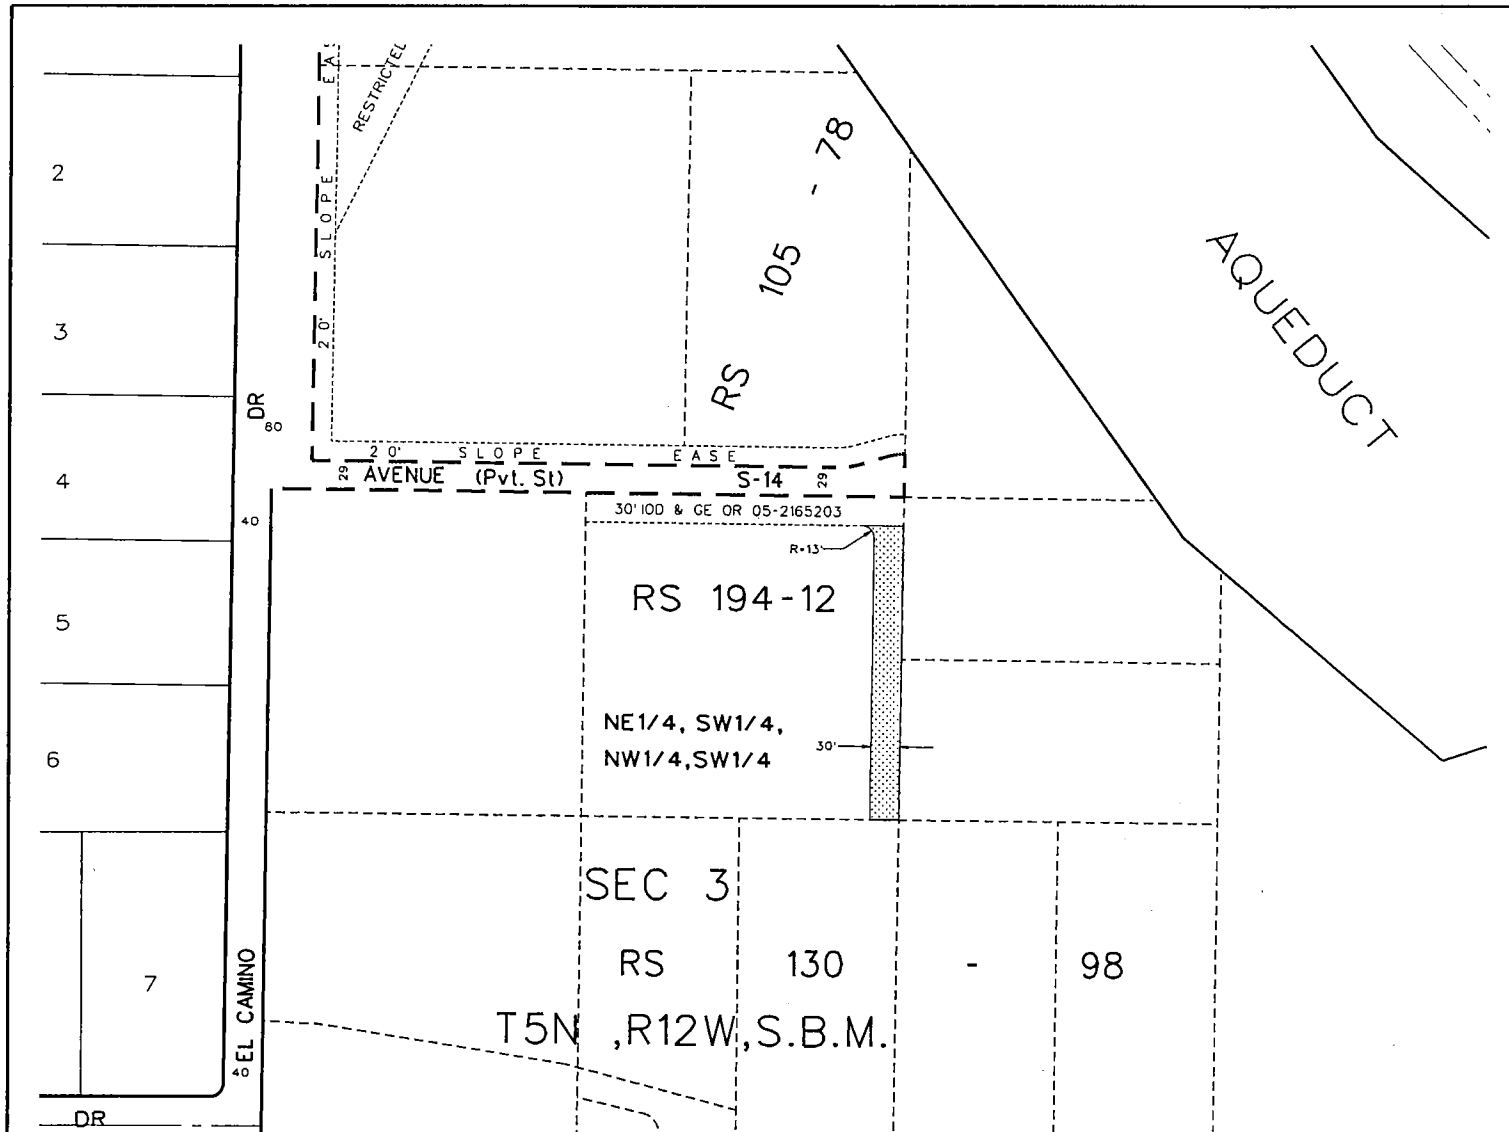 EAS
RESTRICTED
20' SLOPE
2
3
4
5
6
7
DR
80
RS 105 - 78
AQUEDUCT
20' SLOPE EASE
29
AVENUE (Pvt. St)
S-14
29
40
30' IOD & GE OR 05-2165203
R=13'
RS 194-12
NE1/4, SW1/4,
NW1/4,SW1/4
30'
SEC 3
RS 130 - 98
T5N ,R12W,S.B.M.
40 EL CAMINO
DR